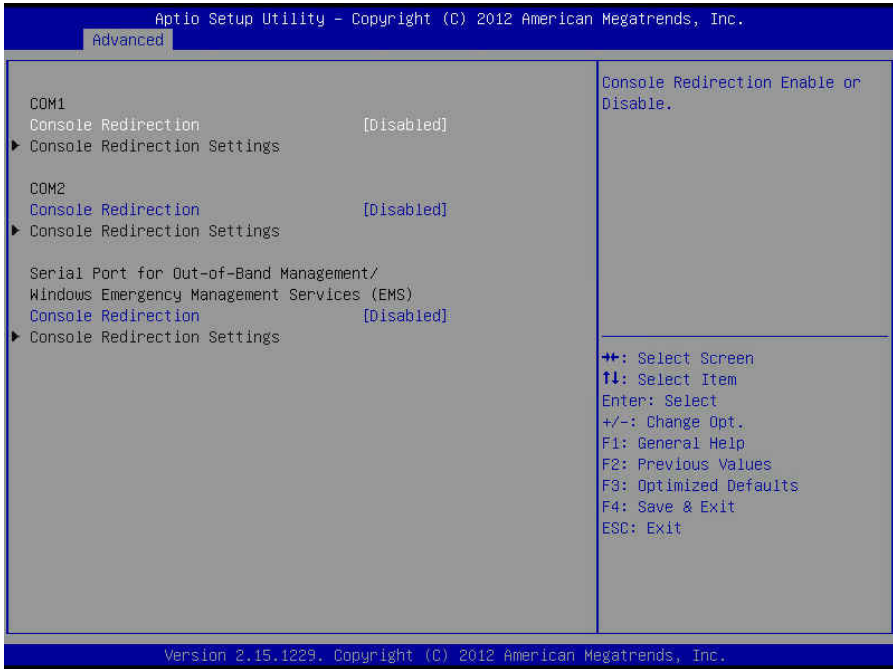 Aptio Setup Utility – Copyright (C) 2012 American Megatrends, Inc.
Advanced
COM1
Console Redirection [Disabled]
Console Redirection Settings
COM2
Console Redirection [Disabled]
Console Redirection Settings
Serial Port for Out-of-Band Management/
Windows Emergency Management Services (EMS)
Console Redirection [Disabled]
Console Redirection Settings
Console Redirection Enable or
Disable.
→←: Select Screen
↑↓: Select Item
Enter: Select
+/-: Change Opt.
F1: General Help
F2: Previous Values
F3: Optimized Defaults
F4: Save & Exit
ESC: Exit
Version 2.15.1229. Copyright (C) 2012 American Megatrends, Inc.